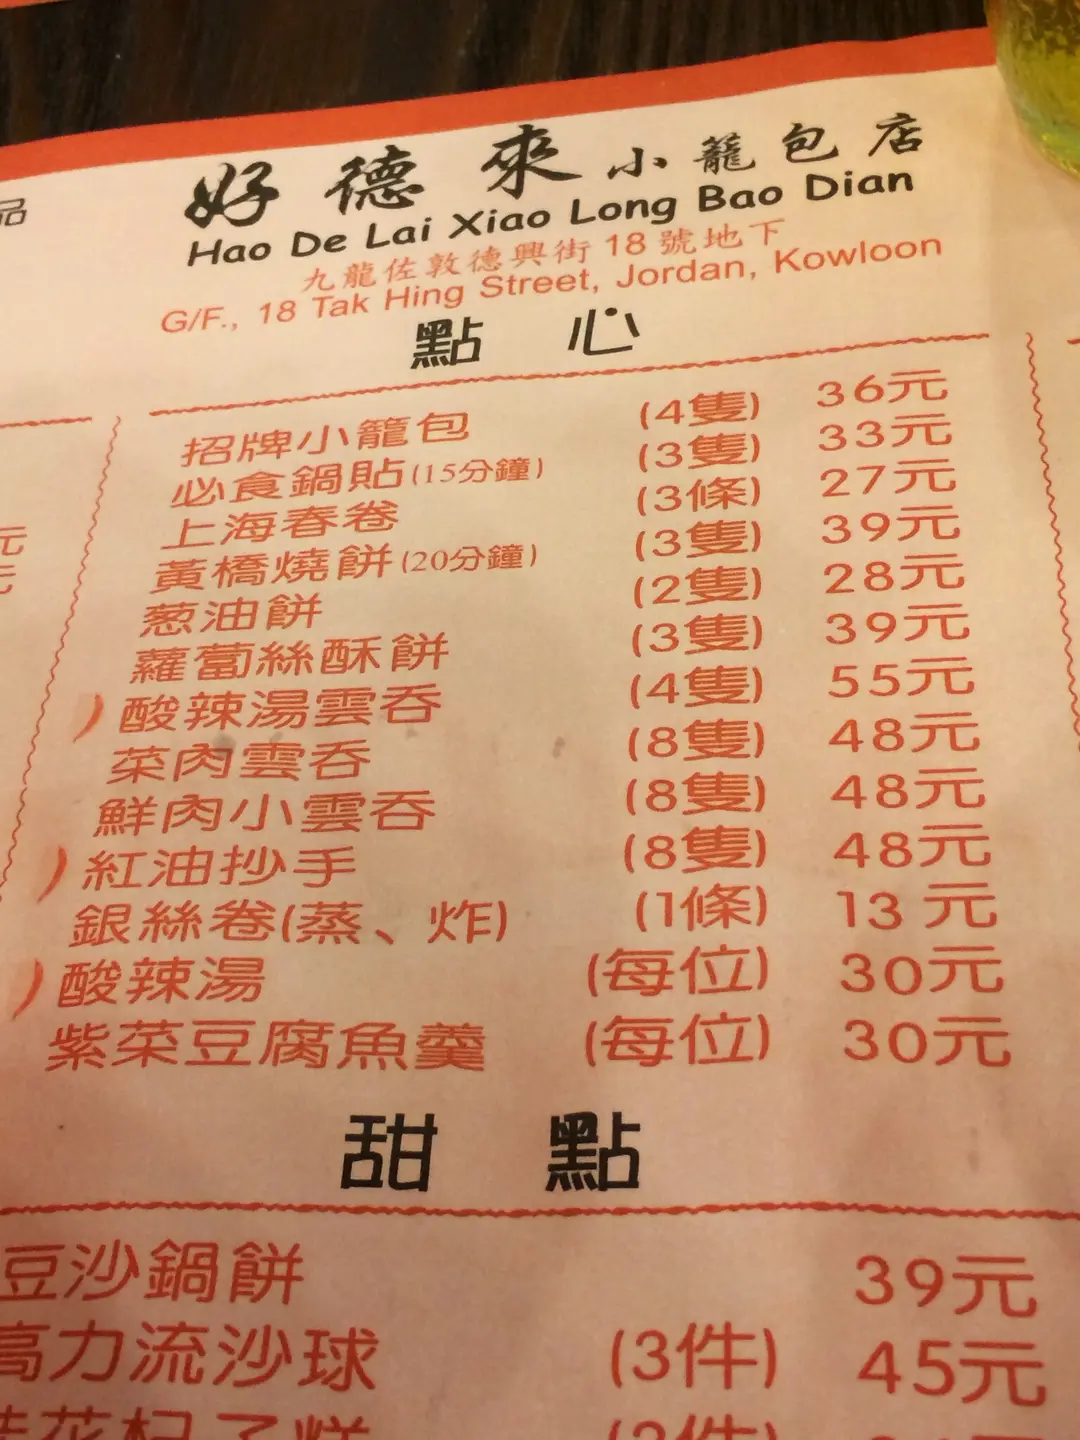 品
好德來小籠包店
Hao De Lai Xiao Long Bao Dian
九龍佐敦德興街18號地下
G/F., 18 Tak Hing Street, Jordan, Kowloon
點心
招牌小籠包 (4隻) 36元
必食鍋貼(15分鐘) (3隻) 33元
上海春卷 (3條) 27元
黃橋燒餅(20分鐘) (3隻) 39元
葱油餅 (2隻) 28元
蘿蔔絲酥餅 (3隻) 39元
酸辣湯雲吞 (4隻) 55元
菜肉雲吞 (8隻) 48元
鮮肉小雲吞 (8隻) 48元
紅油抄手 (8隻) 48元
銀絲卷(蒸、炸) (1條) 13元
酸辣湯 (每位) 30元
紫菜豆腐魚羹 (每位) 30元
元
甜點
豆沙鍋餅 39元
高力流沙球 (3件) 45元